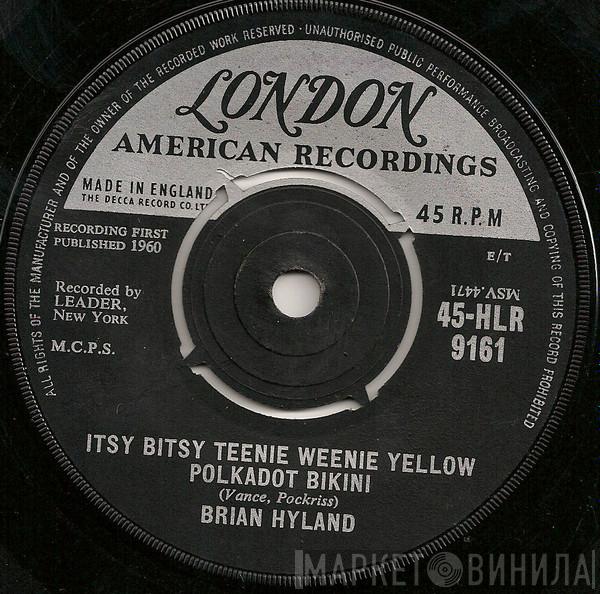 ALL RIGHTS OF THE MANUFACTURER AND OF THE OWNER OF THE RECORDED WORK RESERVED · UNAUTHORISED PUBLIC PERFORMANCE BROADCASTING AND COPYING OF THIS RECORD PROHIBITED
LONDON
AMERICAN RECORDINGS
MADE IN ENGLAND
THE DECCA RECORD CO. LT
45 R.P.M
RECORDING FIRST
PUBLISHED 1960
E/T
Recorded by
LEADER,
New York
MSV.4471
45-HLR
9161
M.C.P.S.
ITSY BITSY TEENIE WEENIE YELLOW
POLKADOT BIKINI
(Vance, Pockriss)
BRIAN HYLAND
МАРКЕТ ВИНИЛА